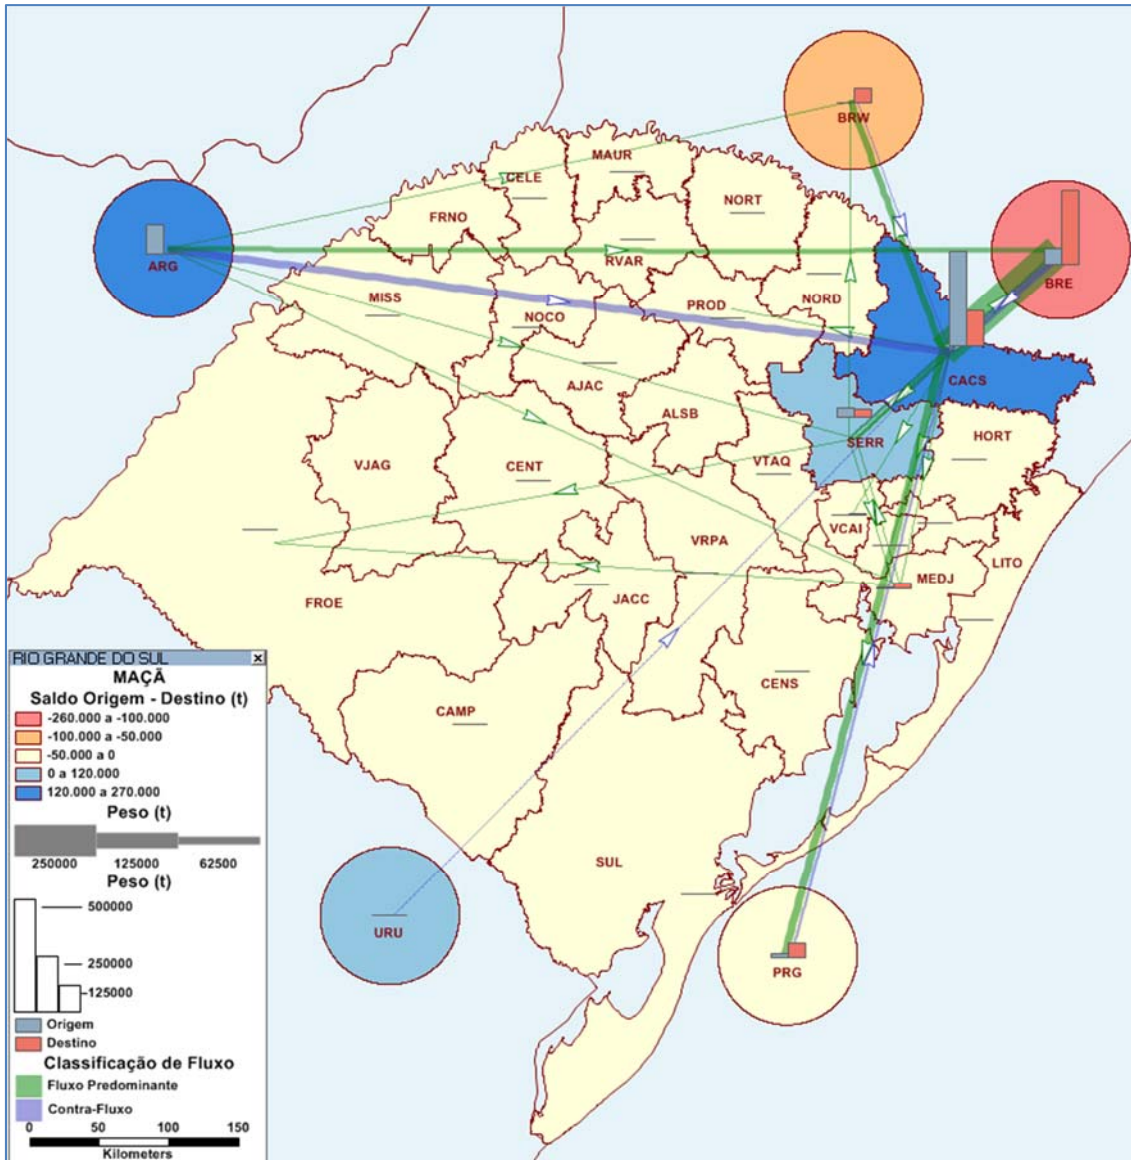 BRW
MAUR
CELE
NORT
FRNO
ARG
RVAR
BRE
MISS
PROD
NORD
NOCO
CACS
AJAC
ALSB
SERR
HORT
VJAG
CENT
VTAQ
VCAI
VRPA
LITO
MEDJ
FROE
JACC
CENS
CAMP
SUL
URU
PRG
RIO GRANDE DO SUL
MAÇÃ
Saldo Origem - Destino (t)
-260.000 a -100.000
-100.000 a -50.000
-50.000 a 0
0 a 120.000
120.000 a 270.000
Peso (t)
250000 125000 62500
Peso (t)
500000
250000
125000
Origem
Destino
Classificação de Fluxo
Fluxo Predominante
Contra-Fluxo
0 50 100 150
Kilometers